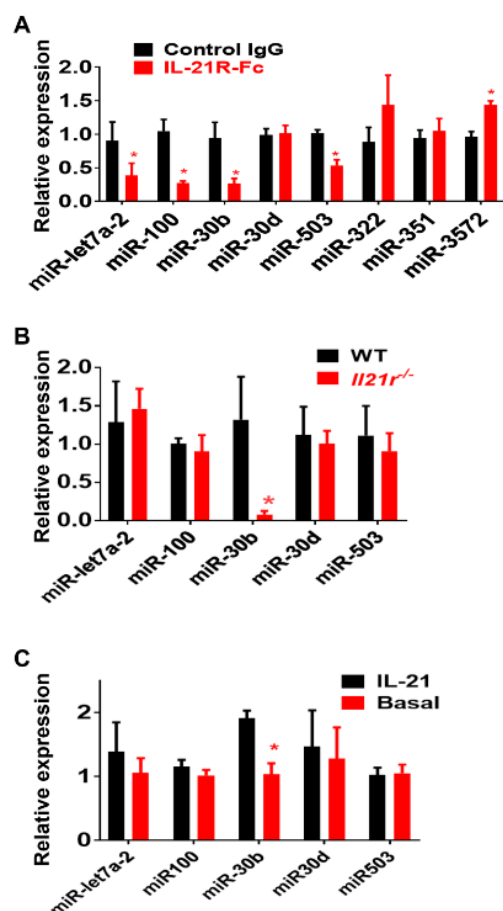 A
Control IgG
IL-21R-Fc
Relative expression
2.0
1.5
1.0
0.5
0.0
* * * * *
miR-let7a-2 miR-100 miR-30b miR-30d miR-503 miR-322 miR-351 miR-3572
B
WT
Il21r-/-
Relative expression
2.0
1.5
1.0
0.5
0.0
*
miR-let7a-2 miR-100 miR-30b miR-30d miR-503
C
IL-21
Basal
Relative expression
2
1
0
*
miR-let7a-2 miR100 miR-30b miR30d miR503